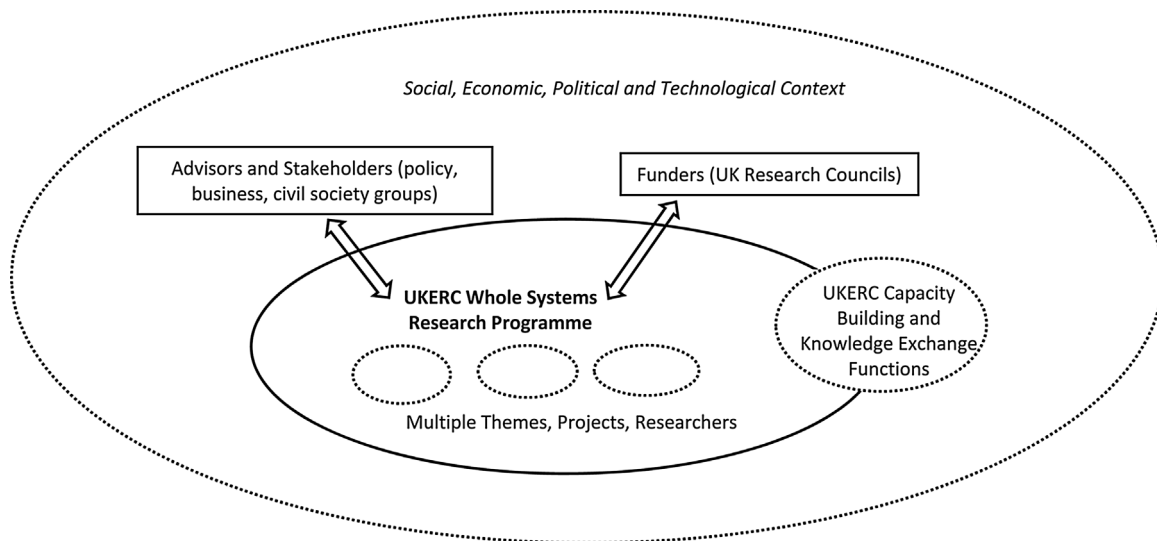 Social, Economic, Political and Technological Context
Advisors and Stakeholders (policy,
business, civil society groups)
Funders (UK Research Councils)
UKERC Whole Systems
Research Programme
UKERC Capacity
Building and
Knowledge Exchange
Functions
Multiple Themes, Projects, Researchers